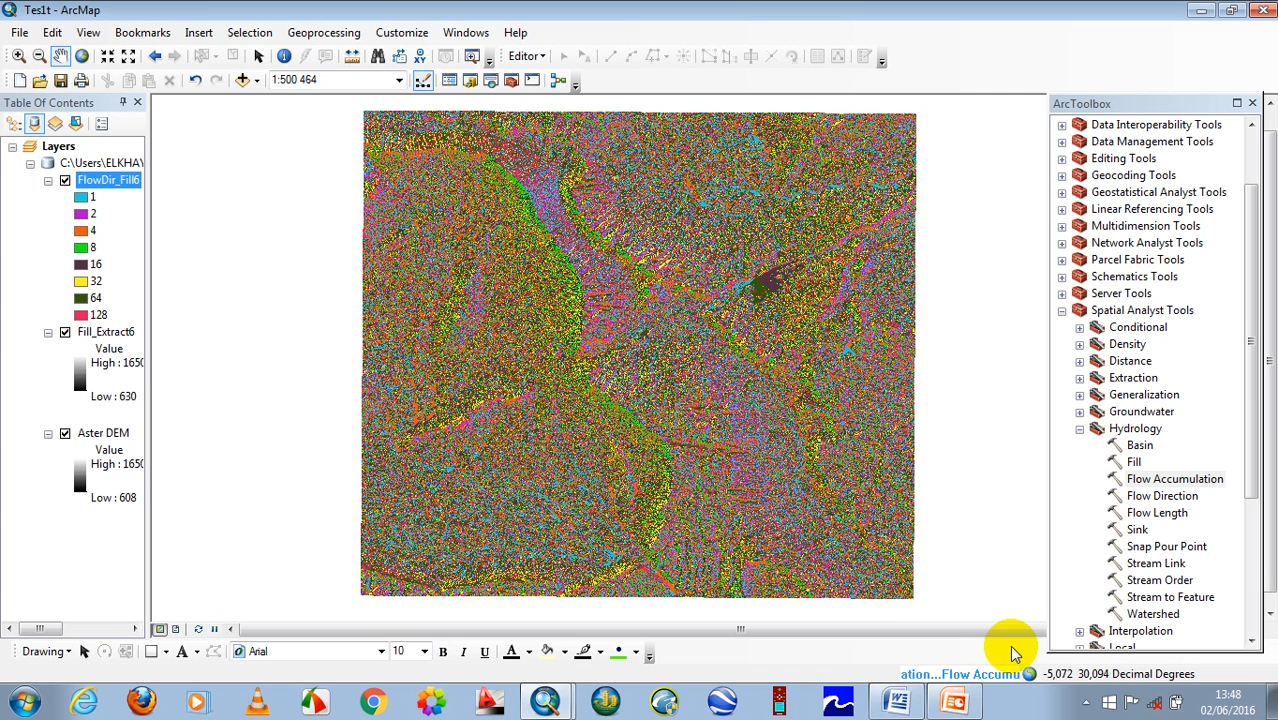 Tes1t - ArcMap
File Edit View Bookmarks Insert Selection Geoprocessing Customize Windows Help
Editor
1:500 464
Table Of Contents
Layers
C:\Users\ELKHA\
FlowDir_Fill6
1
2
4
8
16
32
64
128
Fill_Extract6
Value
High : 1650
Low : 630
Aster DEM
Value
High : 1650
Low : 608
ArcToolbox
Data Interoperability Tools
Data Management Tools
Editing Tools
Geocoding Tools
Geostatistical Analyst Tools
Linear Referencing Tools
Multidimension Tools
Network Analyst Tools
Parcel Fabric Tools
Schematics Tools
Server Tools
Spatial Analyst Tools
Conditional
Density
Distance
Extraction
Generalization
Groundwater
Hydrology
Basin
Fill
Flow Accumulation
Flow Direction
Flow Length
Sink
Snap Pour Point
Stream Link
Stream Order
Stream to Feature
Watershed
Interpolation
Local
Drawing A Arial 10 B I U A
ation...Flow Accumu -5,072 30,094 Decimal Degrees
13:48
02/06/2016